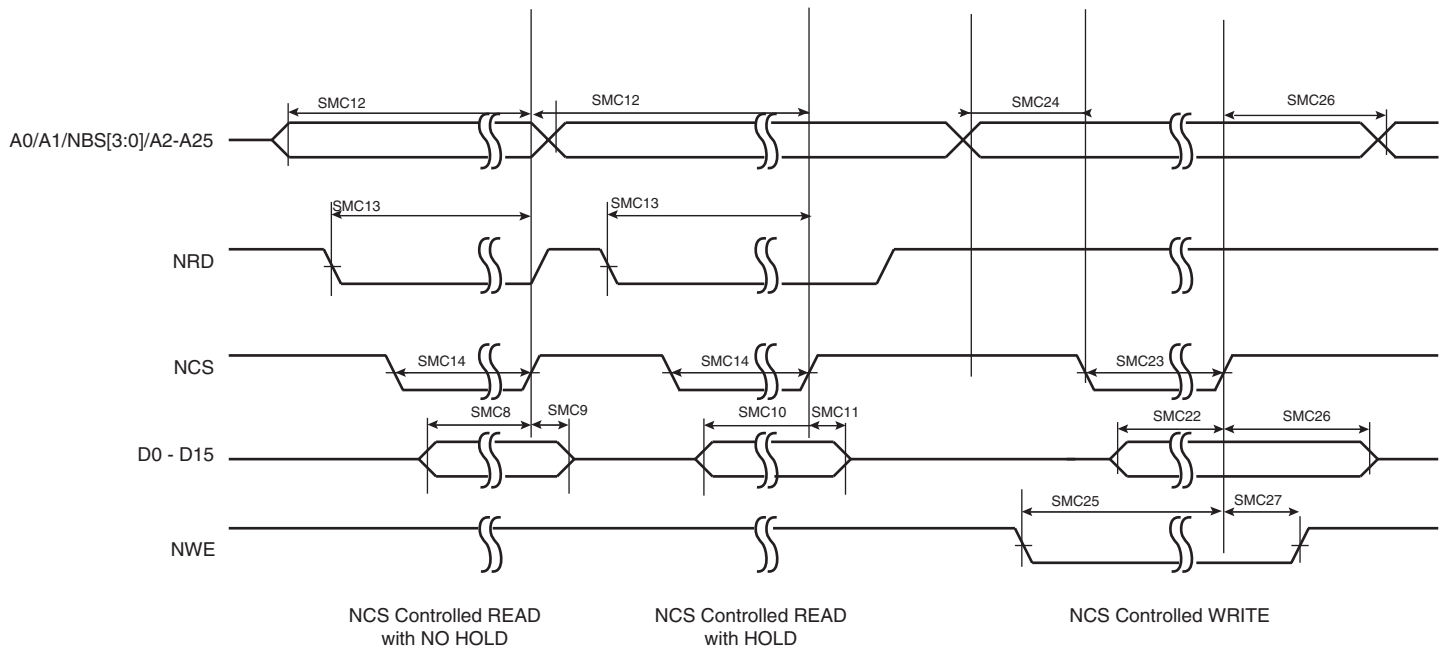 SMC12
SMC12
SMC24
SMC26
A0/A1/NBS[3:0]/A2-A25
SMC13
SMC13
NRD
SMC14
SMC14
SMC23
NCS
SMC8
SMC9
SMC10
SMC11
SMC22
SMC26
D0 - D15
SMC25
SMC27
NWE
NCS Controlled READ
with NO HOLD
NCS Controlled READ
with HOLD
NCS Controlled WRITE